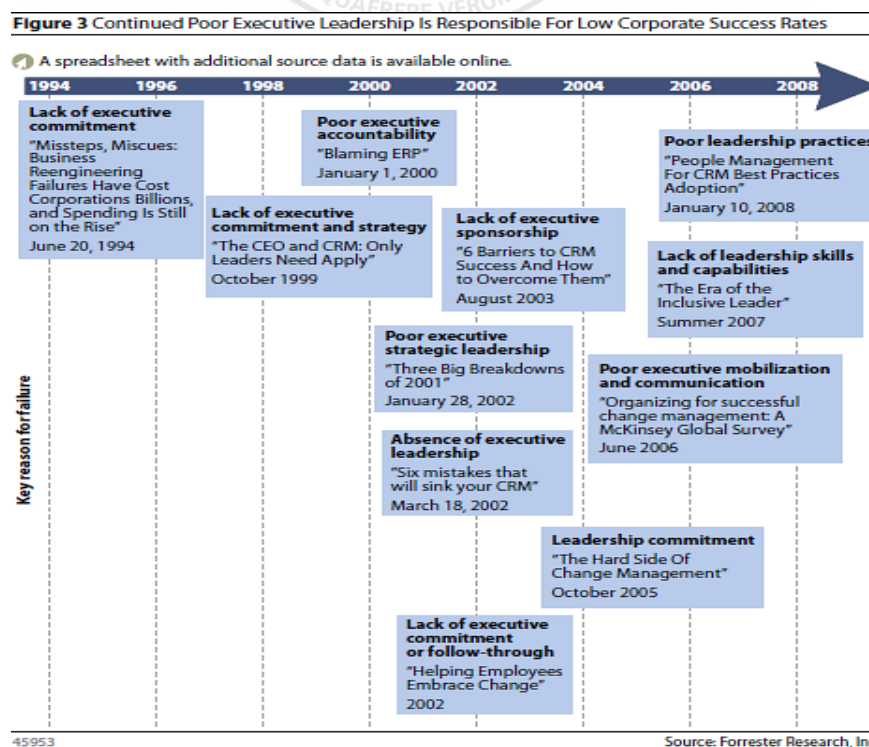 QUAERERE VERUM
Figure 3 Continued Poor Executive Leadership Is Responsible For Low Corporate Success Rates
A spreadsheet with additional source data is available online.
1994 1996 1998 2000 2002 2004 2006 2008
Lack of executive
commitment
"Missteps, Miscues:
Business
Reengineering
Failures Have Cost
Corporations Billions,
and Spending Is Still
on the Rise"
June 20, 1994
Poor executive
accountability
"Blaming ERP"
January 1, 2000
Poor leadership practices
"People Management
For CRM Best Practices
Adoption"
January 10, 2008
Lack of executive
commitment and strategy
"The CEO and CRM: Only
Leaders Need Apply"
October 1999
Lack of executive
sponsorship
"6 Barriers to CRM
Success And How
to Overcome Them"
August 2003
Lack of leadership skills
and capabilities
"The Era of the
Inclusive Leader"
Summer 2007
Poor executive
strategic leadership
"Three Big Breakdowns
of 2001"
January 28, 2002
Poor executive mobilization
and communication
"Organizing for successful
change management: A
McKinsey Global Survey"
June 2006
Key reason for failure
Absence of executive
leadership
"Six mistakes that
will sink your CRM"
March 18, 2002
Leadership commitment
"The Hard Side Of
Change Management"
October 2005
Lack of executive
commitment
or follow-through
"Helping Employees
Embrace Change"
2002
45953
Source: Forrester Research, In